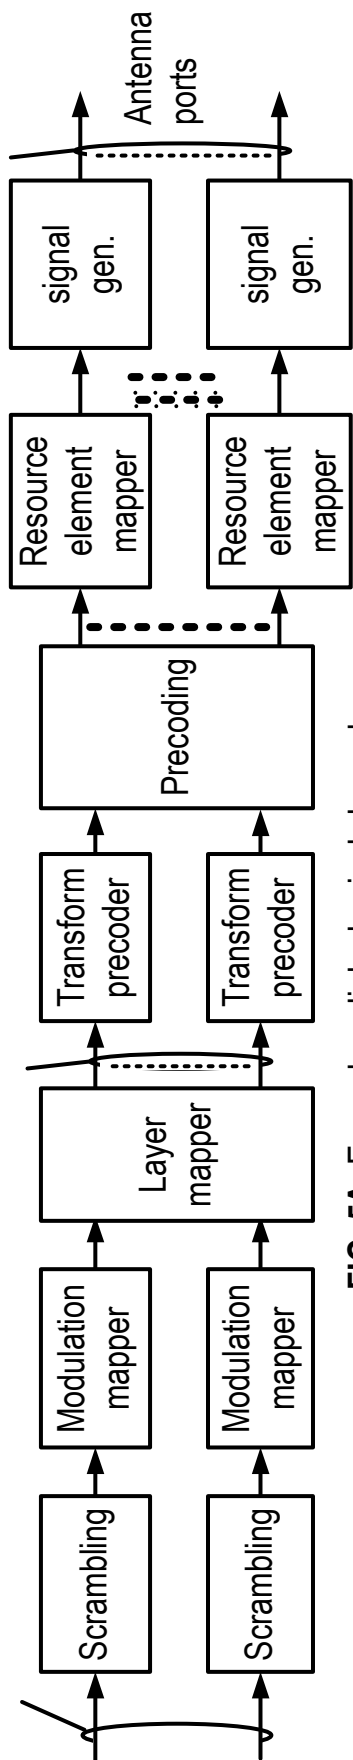 Scrambling
Modulation
mapper
Layer
mapper
Transform
precoder
Precoding
Resource
element
mapper
signal
gen.
Antenna
ports
Scrambling
Modulation
mapper
Transform
precoder
Resource
element
mapper
signal
gen.
FIG. 5A